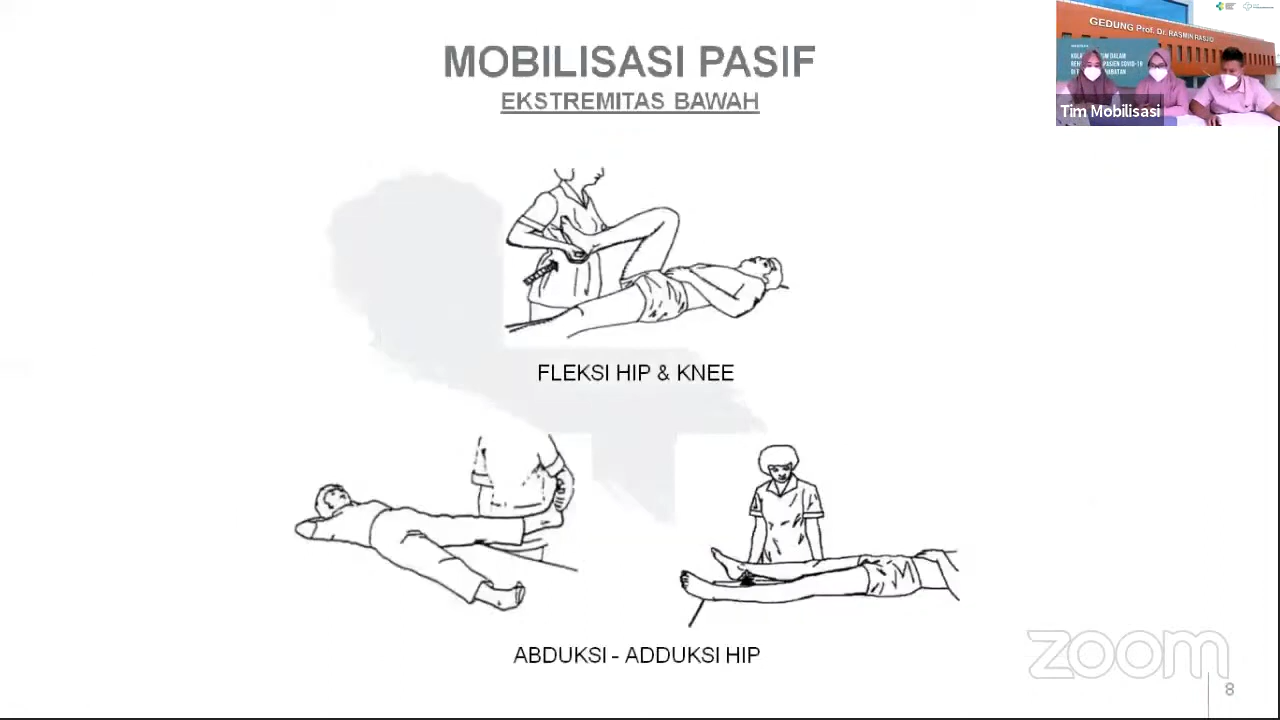 MOBILISASI PASIF
EKSTREMITAS BAWAH
GEDUNG Prof. Dr. RASMIN RASJID
Tim Mobilisasi
FLEKSI HIP & KNEE
ABDUKSI - ADDUKSI HIP
zoom
8